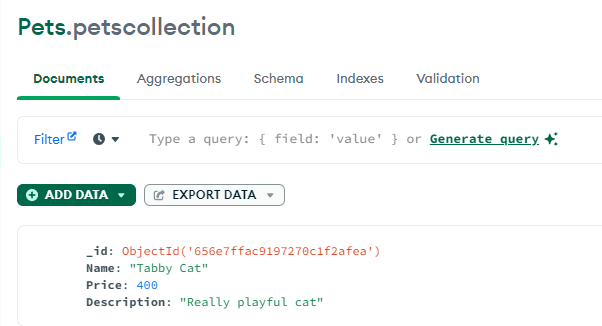 Pets.petscollection
Documents Aggregations Schema Indexes Validation
Filter Type a query: { field: 'value' } or Generate query
ADD DATA EXPORT DATA
_id: ObjectId('656e7ffac9197270c1f2afea')
Name: "Tabby Cat"
Price: 400
Description: "Really playful cat"